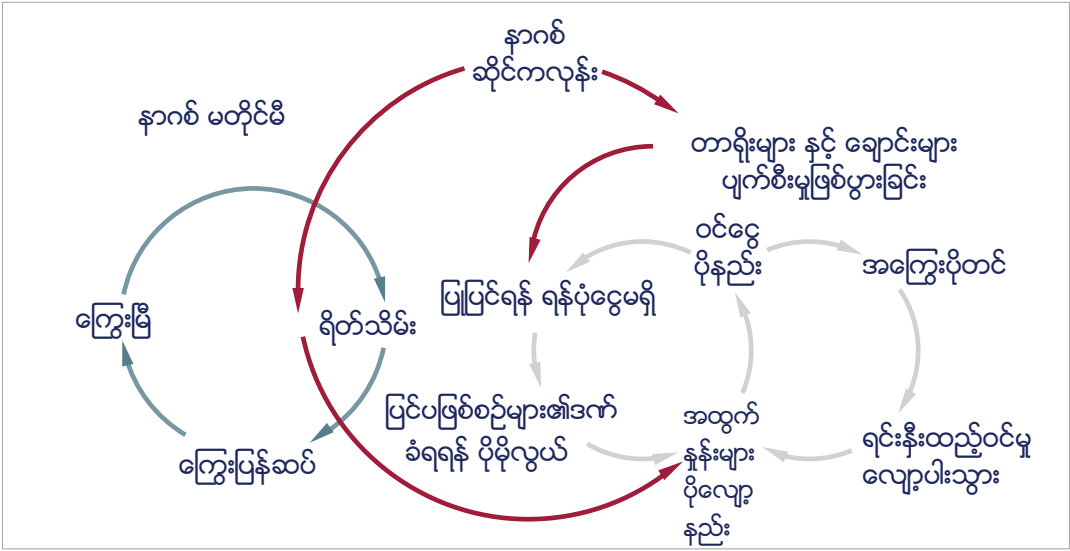 နာဂစ်
ဆိုင်ကလုန်း
နာဂစ် မတိုင်မီ
တာရိုးများ နှင့် ချောင်းများ
ပျက်စီးမှုဖြစ်ပွားခြင်း
ဝင်ငွေ
ပိုနည်း
အကြွေးပိုတင်
ပြုပြင်ရန် ရန်ပုံငွေမရှိ
ကြွေးမြီ
ရိတ်သိမ်း
ပြင်ပဖြစ်စဉ်များ၏ဒဏ်
ခံရရန် ပိုမိုလွယ်
အထွက်
နှုန်းများ
ပိုလျော့
နည်း
ရင်းနှီးထည့်ဝင်မှု
လျော့ပါးသွား
ကြွေးပြန်ဆပ်